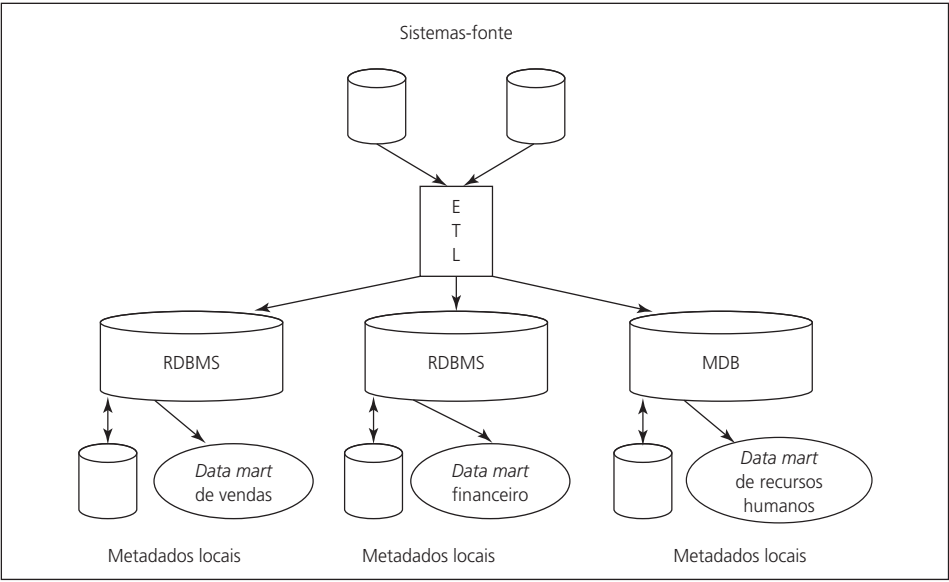 Sistemas-fonte
E
T
L
RDBMS
RDBMS
MDB
Data mart
de vendas
Data mart
financeiro
Data mart
de recursos
humanos
Metadados locais
Metadados locais
Metadados locais